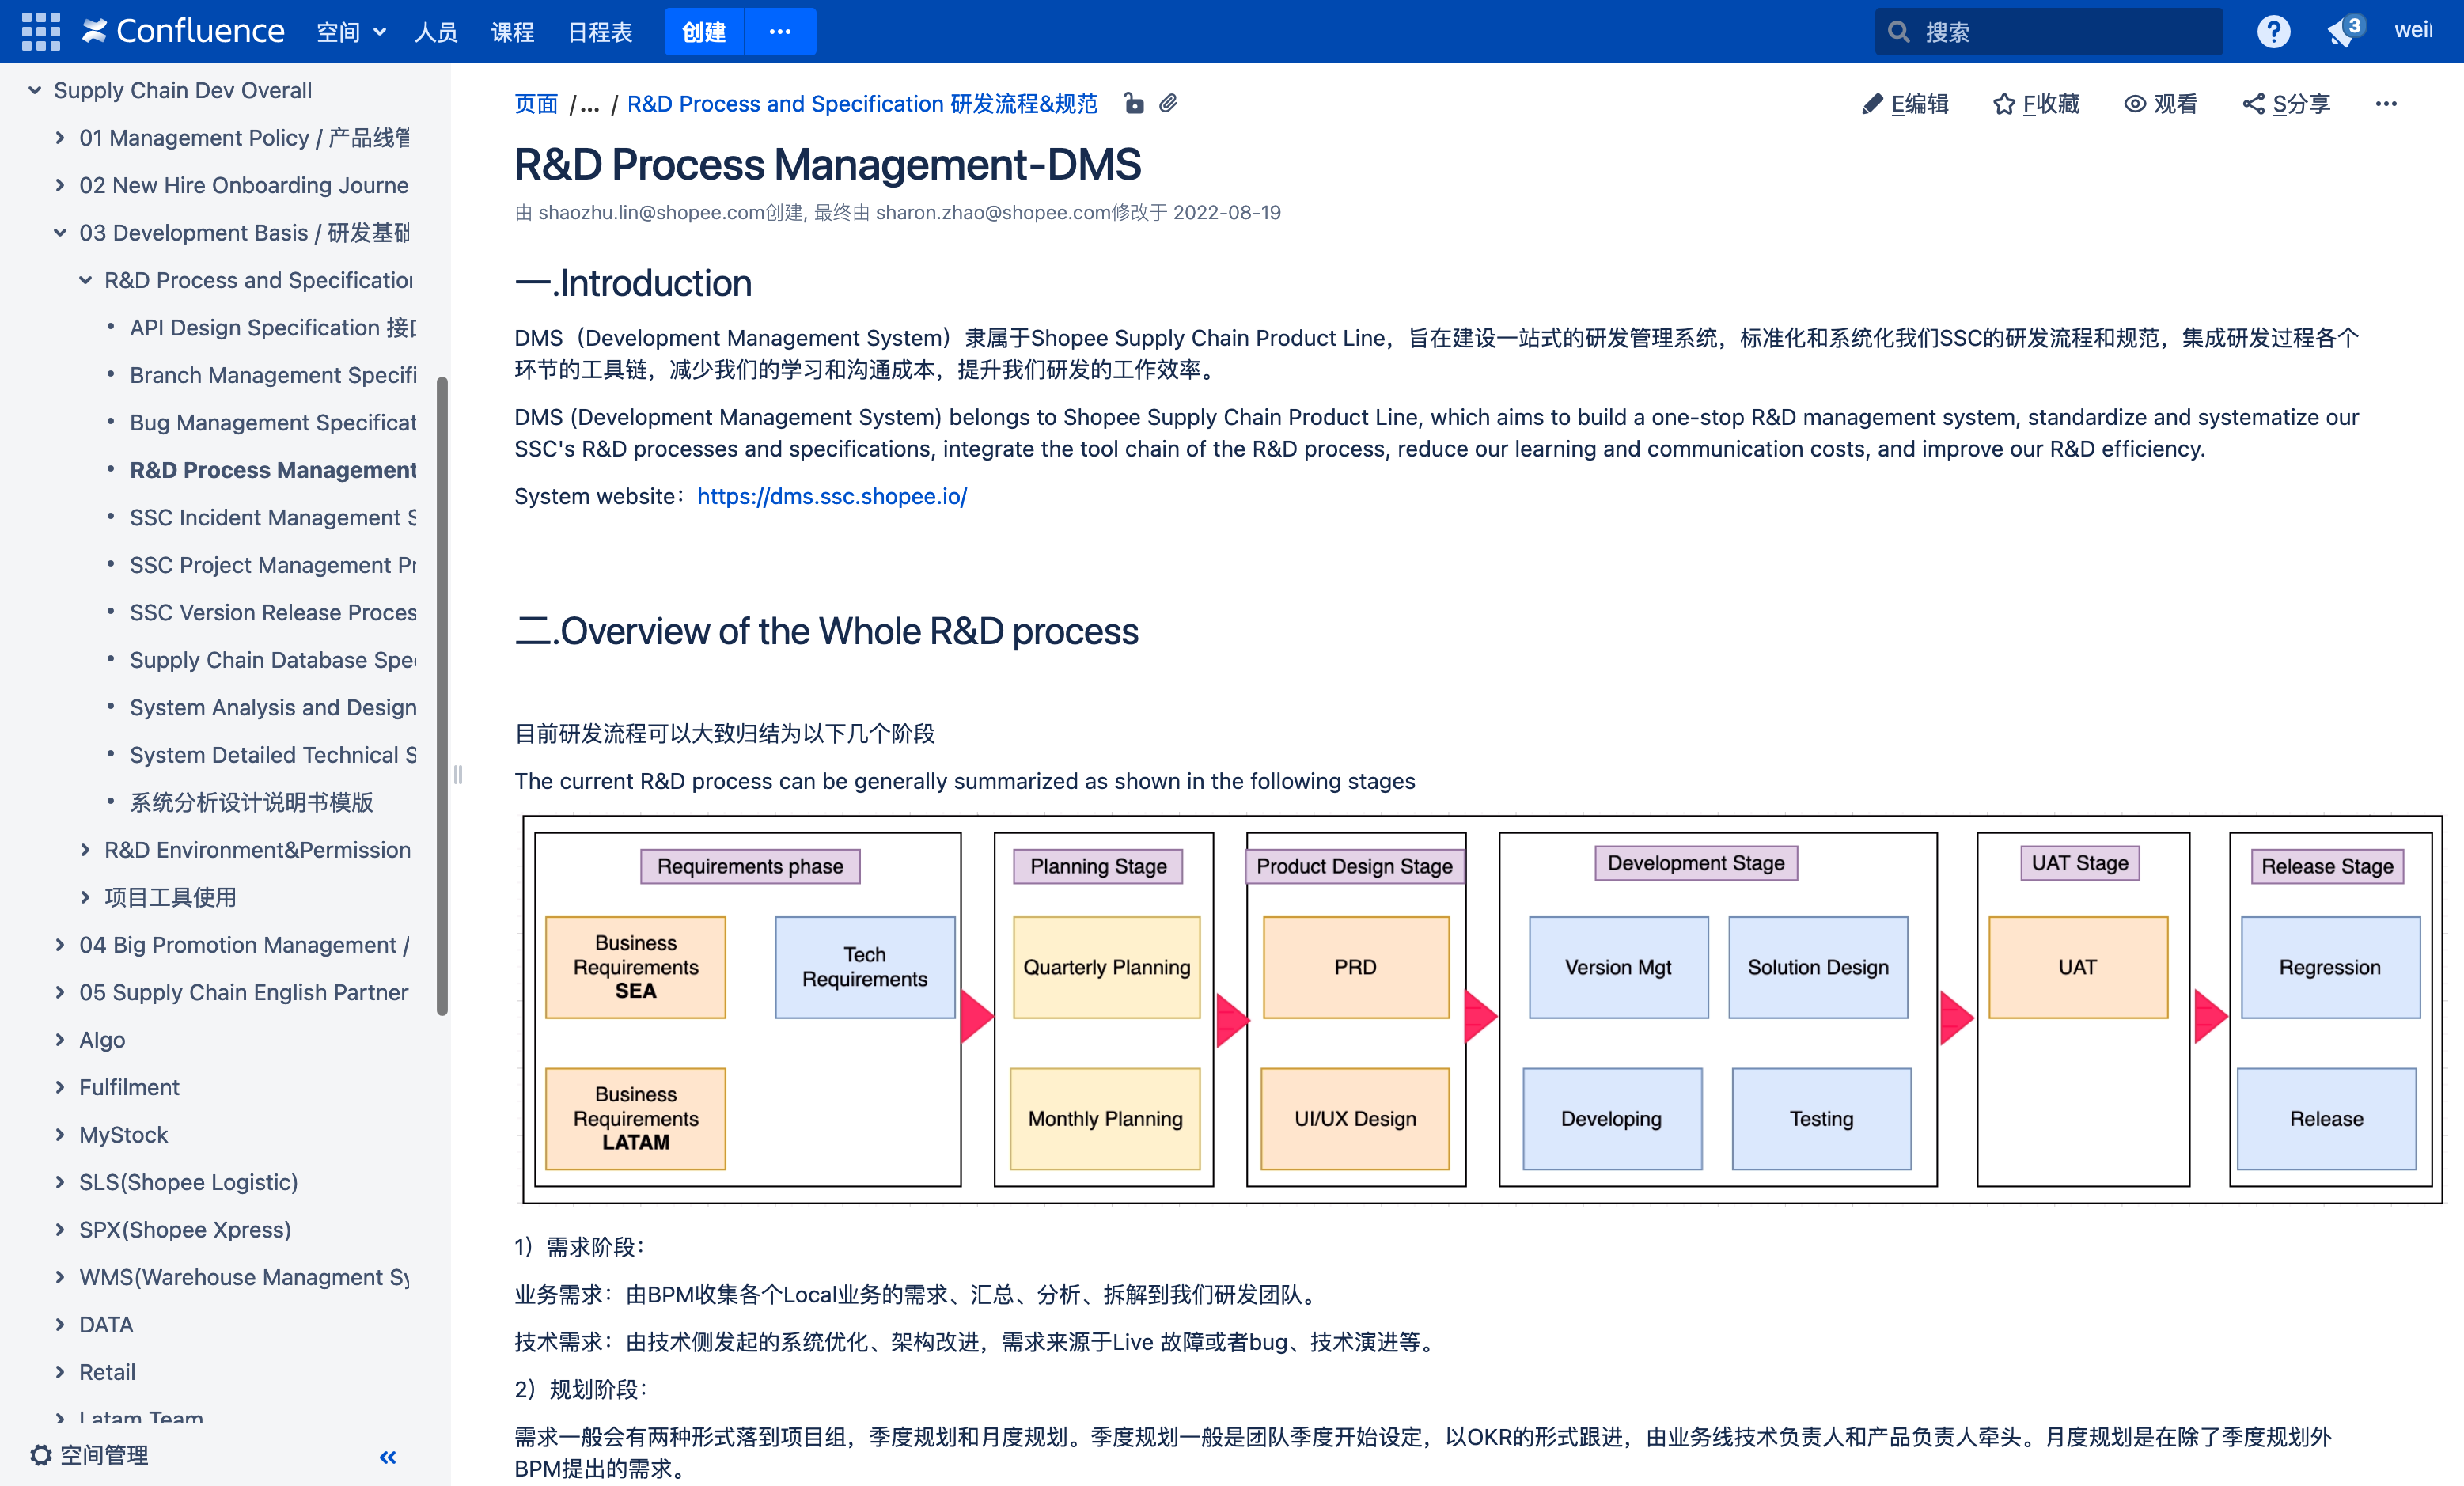 Confluence 空间 人员 课程 日程表 创建 ··· 搜索 ? 3 wei
Supply Chain Dev Overall
01 Management Policy / 产品线管
02 New Hire Onboarding Journe
03 Development Basis / 研发基础
R&D Process and Specification
• API Design Specification 接口
• Branch Management Specifi
• Bug Management Specificat
• R&D Process Management
• SSC Incident Management S
• SSC Project Management Pr
• SSC Version Release Proces
• Supply Chain Database Spe
• System Analysis and Design
• System Detailed Technical S
• 系统分析设计说明书模版
R&D Environment&Permission
项目工具使用
04 Big Promotion Management /
05 Supply Chain English Partner
Algo
Fulfilment
MyStock
SLS(Shopee Logistic)
SPX(Shopee Xpress)
WMS(Warehouse Managment Sy
DATA
Retail
Latam Team
空间管理 «
页面 /... / R&D Process and Specification 研发流程&规范
E编辑 F收藏 观看 S分享 ···
R&D Process Management-DMS
由 shaozhu.lin@shopee.com创建, 最终由 sharon.zhao@shopee.com修改于 2022-08-19
一.Introduction
DMS（Development Management System）隶属于Shopee Supply Chain Product Line，旨在建设一站式的研发管理系统，标准化和系统化我们SSC的研发流程和规范，集成研发过程各个
环节的工具链，减少我们的学习和沟通成本，提升我们研发的工作效率。
DMS (Development Management System) belongs to Shopee Supply Chain Product Line, which aims to build a one-stop R&D management system, standardize and systematize our
SSC's R&D processes and specifications, integrate the tool chain of the R&D process, reduce our learning and communication costs, and improve our R&D efficiency.
System website：https://dms.ssc.shopee.io/
二.Overview of the Whole R&D process
目前研发流程可以大致归结为以下几个阶段
The current R&D process can be generally summarized as shown in the following stages
Requirements phase
Business
Requirements
SEA
Tech
Requirements
Business
Requirements
LATAM
Planning Stage
Quarterly Planning
Monthly Planning
Product Design Stage
PRD
UI/UX Design
Development Stage
Version Mgt
Solution Design
Developing
Testing
UAT Stage
UAT
Release Stage
Regression
Release
1）需求阶段：
业务需求：由BPM收集各个Local业务的需求、汇总、分析、拆解到我们研发团队。
技术需求：由技术侧发起的系统优化、架构改进，需求来源于Live 故障或者bug、技术演进等。
2）规划阶段：
需求一般会有两种形式落到项目组，季度规划和月度规划。季度规划一般是团队季度开始设定，以OKR的形式跟进，由业务线技术负责人和产品负责人牵头。月度规划是在除了季度规划外
BPM提出的需求。